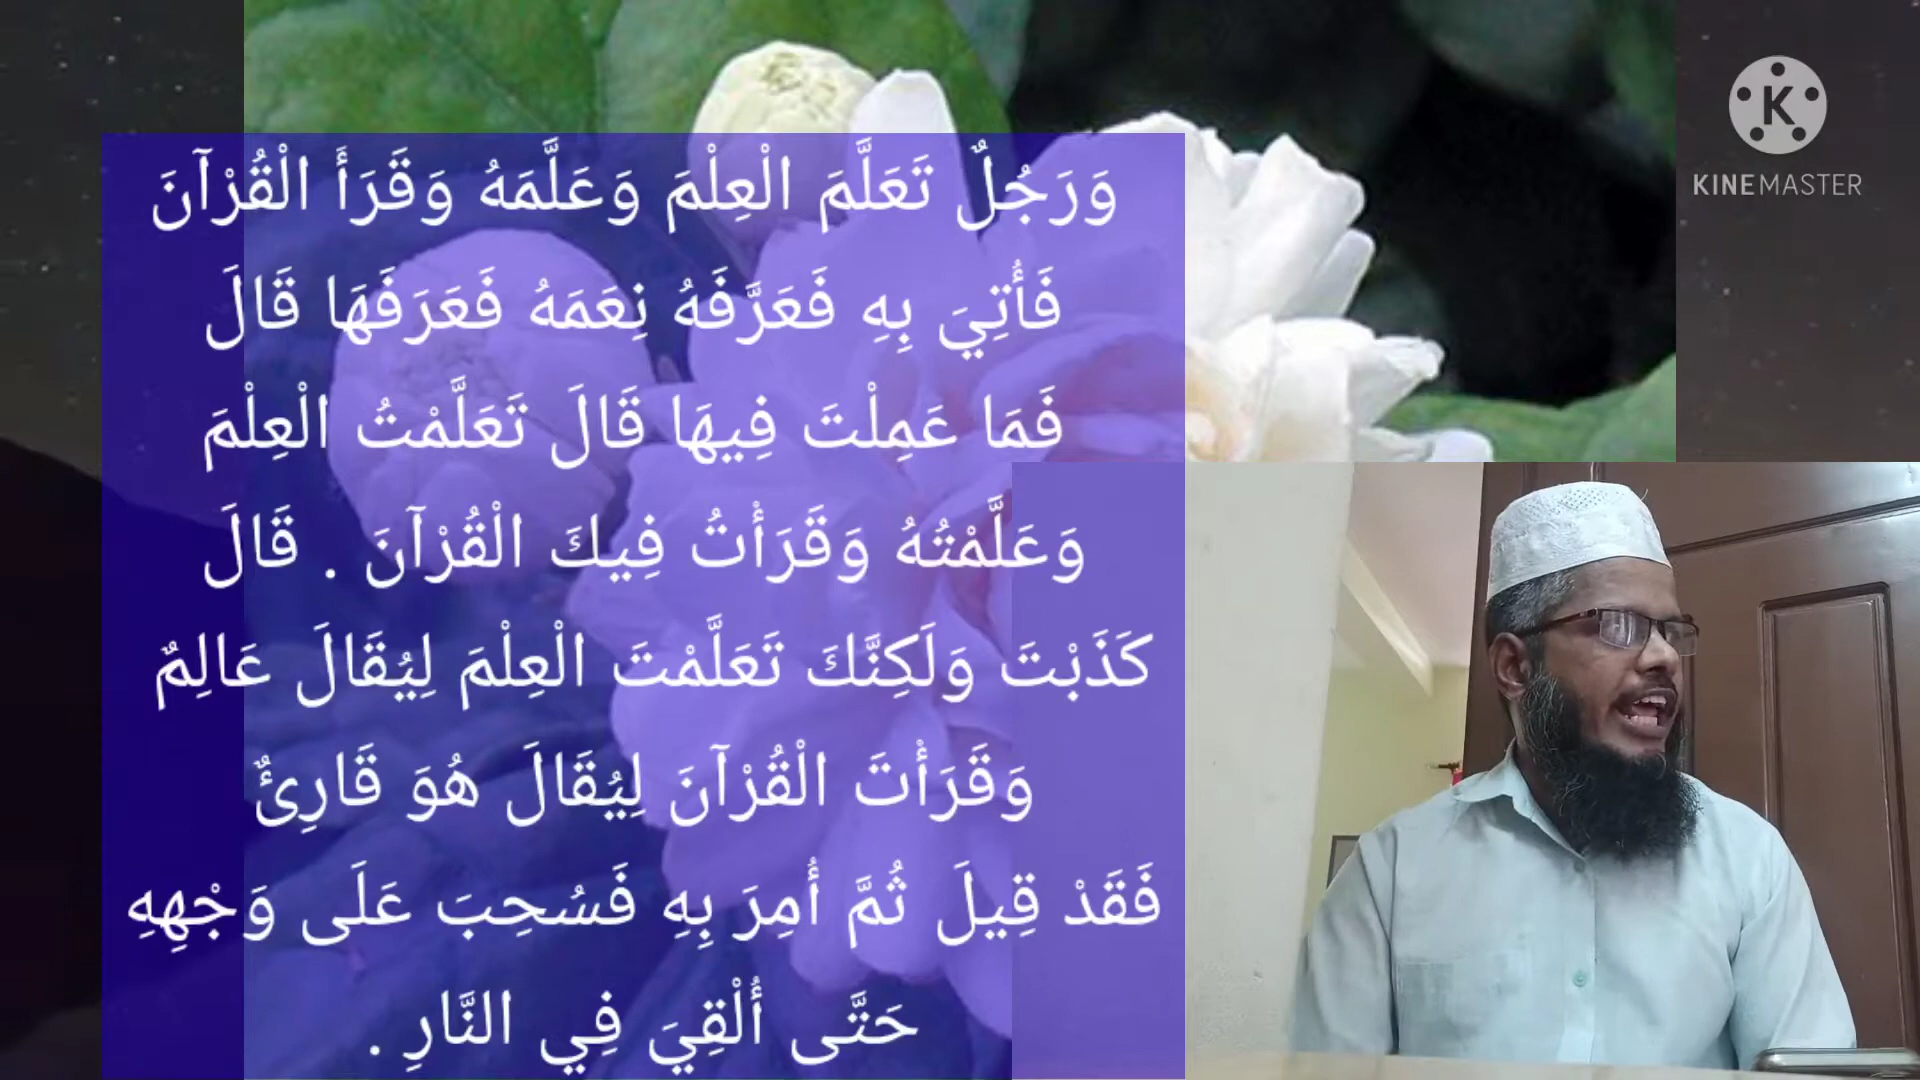 وَرَجُلٌ تَعَلَّمَ الْعِلْمَ وَعَلَّمَهُ وَقَرَأَ الْقُرْآنَ
فَأُتِيَ بِهِ فَعَرَّفَهُ نِعَمَهُ فَعَرَفَهَا قَالَ
فَمَا عَمِلْتَ فِيهَا قَالَ تَعَلَّمْتُ الْعِلْمَ
وَعَلَّمْتُهُ وَقَرَأْتُ فِيكَ الْقُرْآنَ . قَالَ
كَذَبْتَ وَلَكِنَّكَ تَعَلَّمْتَ الْعِلْمَ لِيُقَالَ عَالِمٌ
وَقَرَأْتَ الْقُرْآنَ لِيُقَالَ هُوَ قَارِئٌ
فَقَدْ قِيلَ ثُمَّ أُمِرَ بِهِ فَسُحِبَ عَلَى وَجْهِهِ
حَتَّى أُلْقِيَ فِي النَّارِ .
K
KINEMASTER